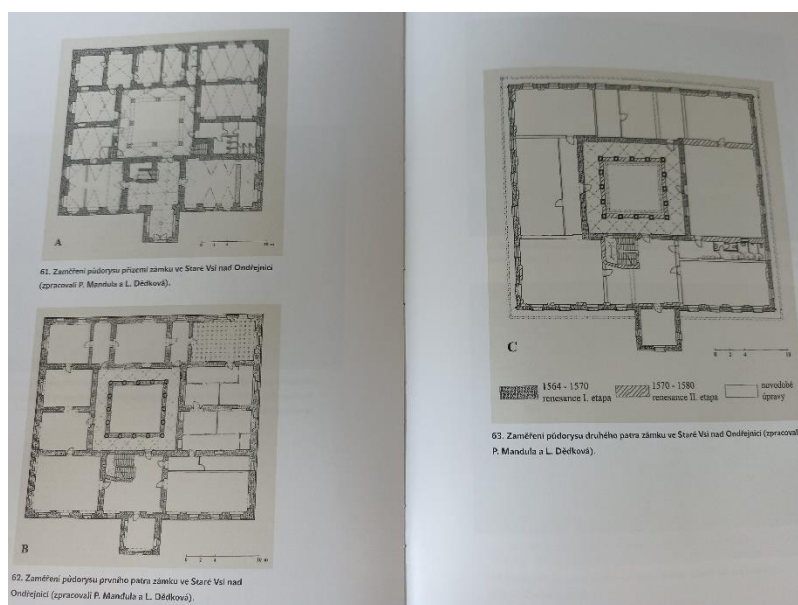 A
61. Zaměření půdorysu přízemí zámku ve Staré Vsi nad Ondřejnicí
(zpracovali P. Mandula a L. Dědková).
B
62. Zaměření půdorysu prvního patra zámku ve Staré Vsi nad
Ondřejnicí (zpracovali P. Mandula a L. Dědková).
C
1564 - 1570
renesance I. etapa
1570 - 1580
renesance II. etapa
novodobé
úpravy
63. Zaměření půdorysu druhého patra zámku ve Staré Vsi nad Ondřejnicí (zpracoval
P. Mandula a L. Dědková).